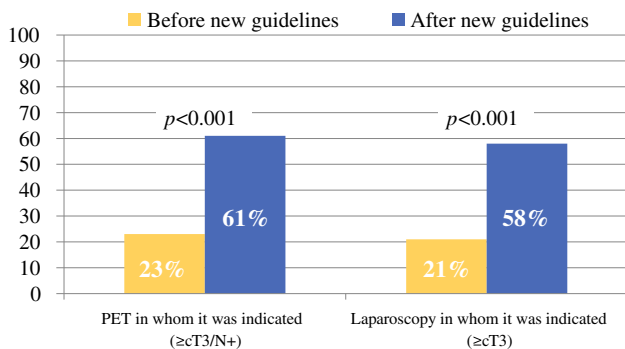 Before new guidelines After new guidelines
100
90
80
70
60
50
40
30
20
10
0
p<0.001 p<0.001
61% 58%
23% 21%
PET in whom it was indicated
(≥cT3/N+)
Laparoscopy in whom it was indicated
(≥cT3)